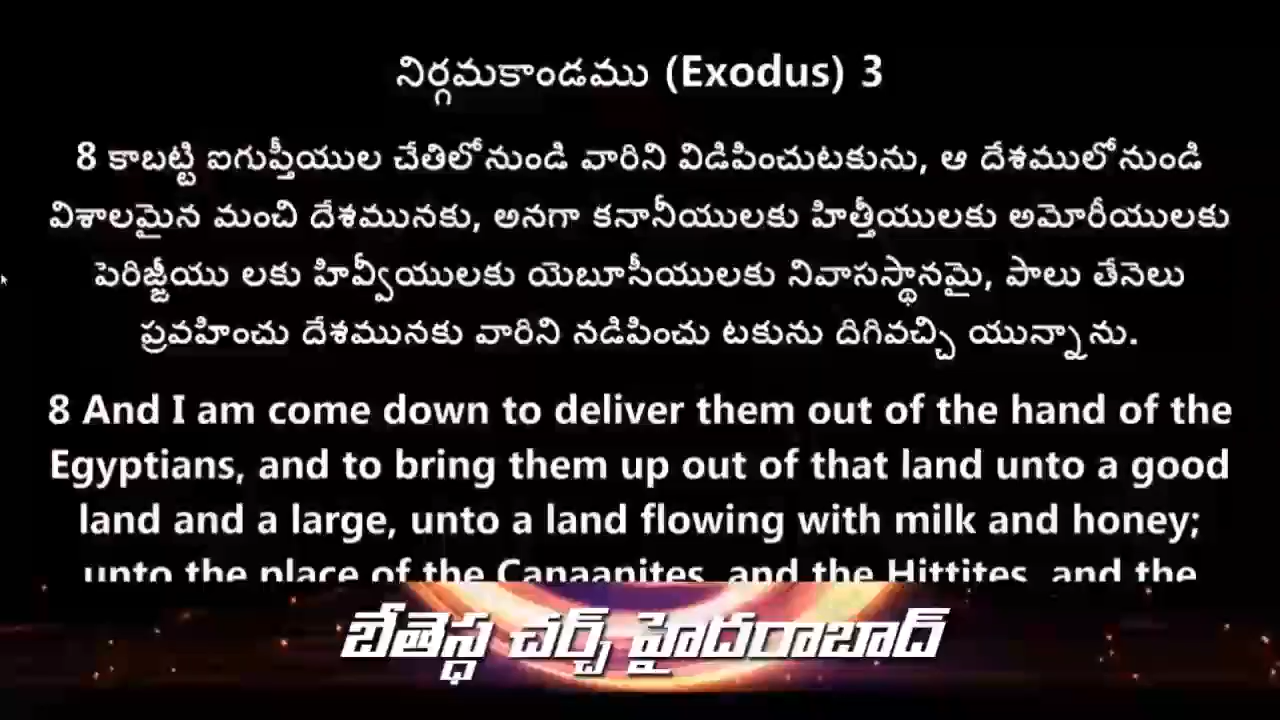 నిర్గమకాండము (Exodus) 3
8 కాబట్టి ఐగుప్తీయుల చేతిలోనుండి వారిని విడిపించుటకును, ఆ దేశములోనుండి
విశాలమైన మంచి దేశమునకు, అనగా కనానీయులకు హిత్తీయులకు అమోరీయులకు
పెరిజ్జీయు లకు హివ్వీయులకు యెబూసీయులకు నివాసస్థానమై, పాలు తేనెలు
ప్రవహించు దేశమునకు వారిని నడిపించు టకును దిగివచ్చి యున్నాను.
8 And I am come down to deliver them out of the hand of the
Egyptians, and to bring them up out of that land unto a good
land and a large, unto a land flowing with milk and honey;
unto the place of the Canaanites, and the Hittites, and the
బేతెస్ధ చర్చ్ హైదరాబాద్